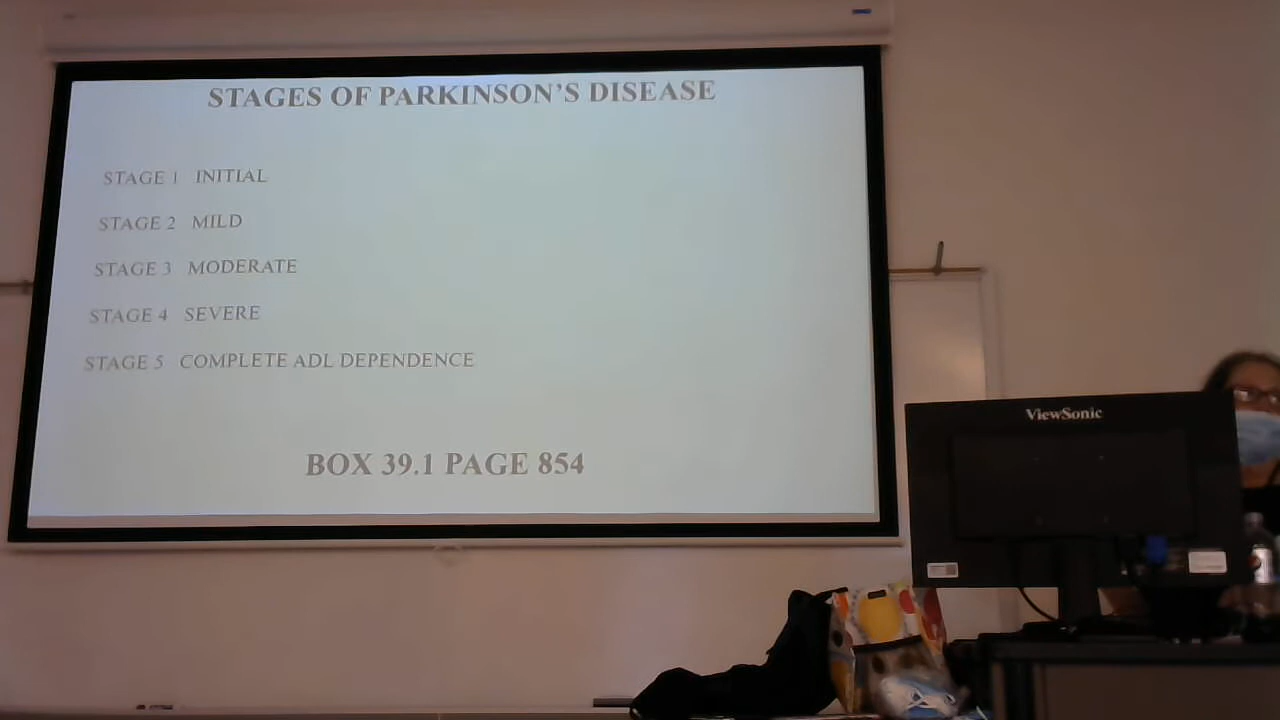 STAGES OF PARKINSON'S DISEASE
STAGE 1 INITIAL
STAGE 2 MILD
STAGE 3 MODERATE
STAGE 4 SEVERE
STAGE 5 COMPLETE ADL DEPENDENCE
BOX 39.1 PAGE 854
ViewSonic